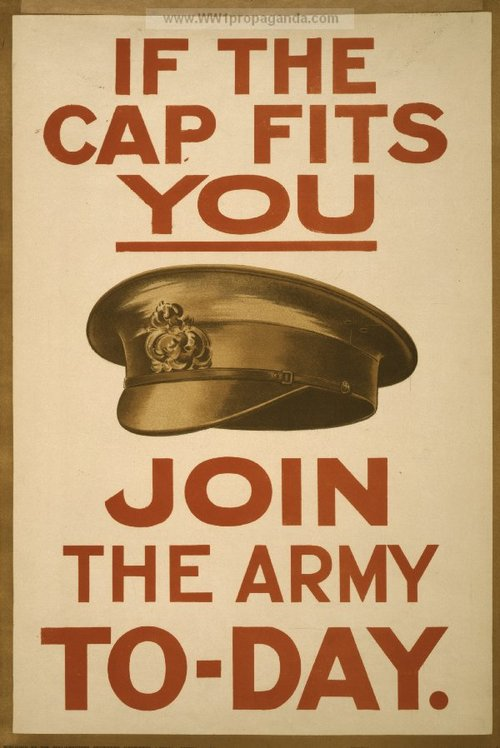 www.WW1propaganda.com
IF THE
CAP FITS
YOU
JOIN
THE ARMY
TO-DAY.